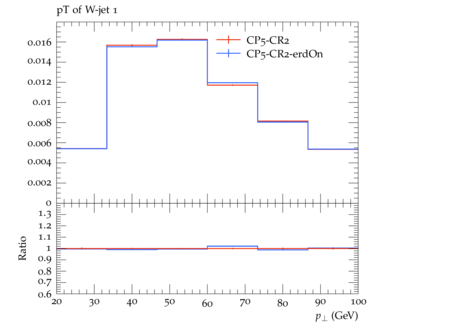 pT of W-jet 1
CP5-CR2
CP5-CR2-erdOn
0.016
0.014
0.012
0.01
0.008
0.006
0.004
0.002
0
1.3
1.2
1.1
1
0.9
0.8
0.7
0.6
Ratio
20 30 40 50 60 70 80 90 100
p⊥ (GeV)